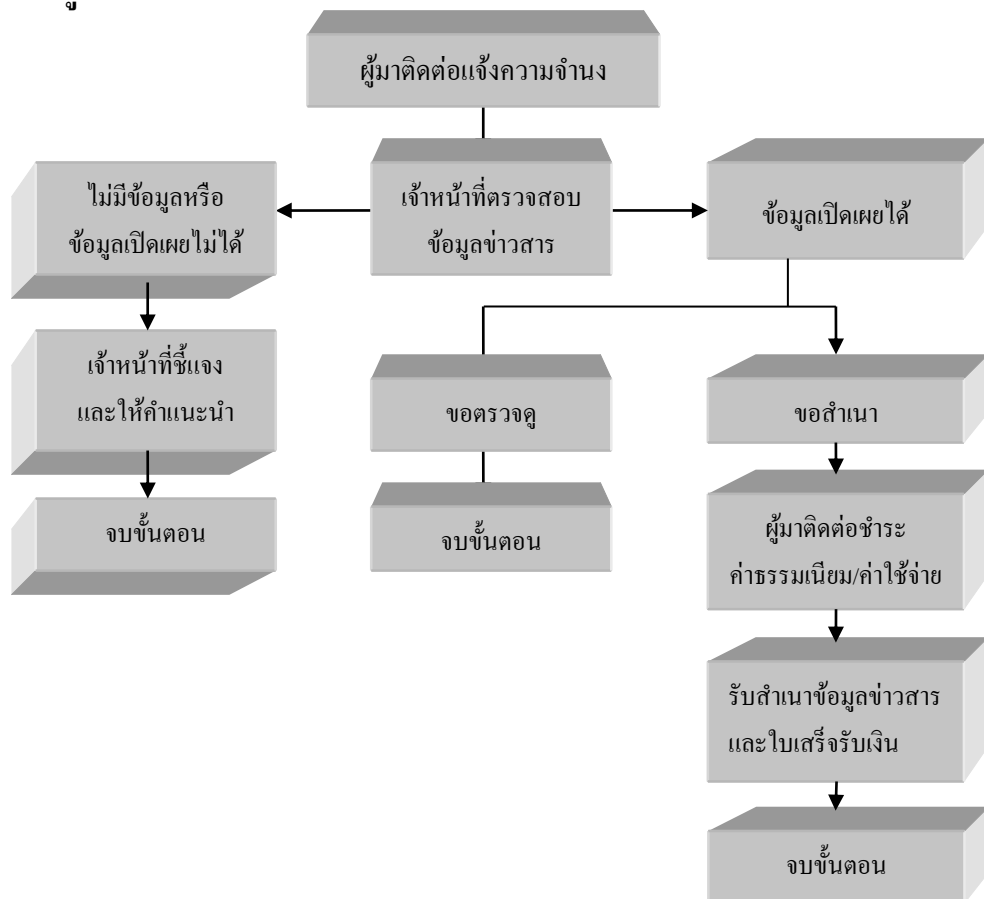 ผู้มาติดต่อแจ้งความจำนง
ไม่มีข้อมูลหรือ
ข้อมูลเปิดเผยไม่ได้
เจ้าหน้าที่ตรวจสอบ
ข้อมูลข่าวสาร
ข้อมูลเปิดเผยได้
เจ้าหน้าที่ชี้แจง
และให้คำแนะนำ
ขอตรวจดู
ขอสำเนา
จบขั้นตอน
จบขั้นตอน
ผู้มาติดต่อชำระ
ค่าธรรมเนียม/ค่าใช้จ่าย
รับสำเนาข้อมูลข่าวสาร
และใบเสร็จรับเงิน
จบขั้นตอน